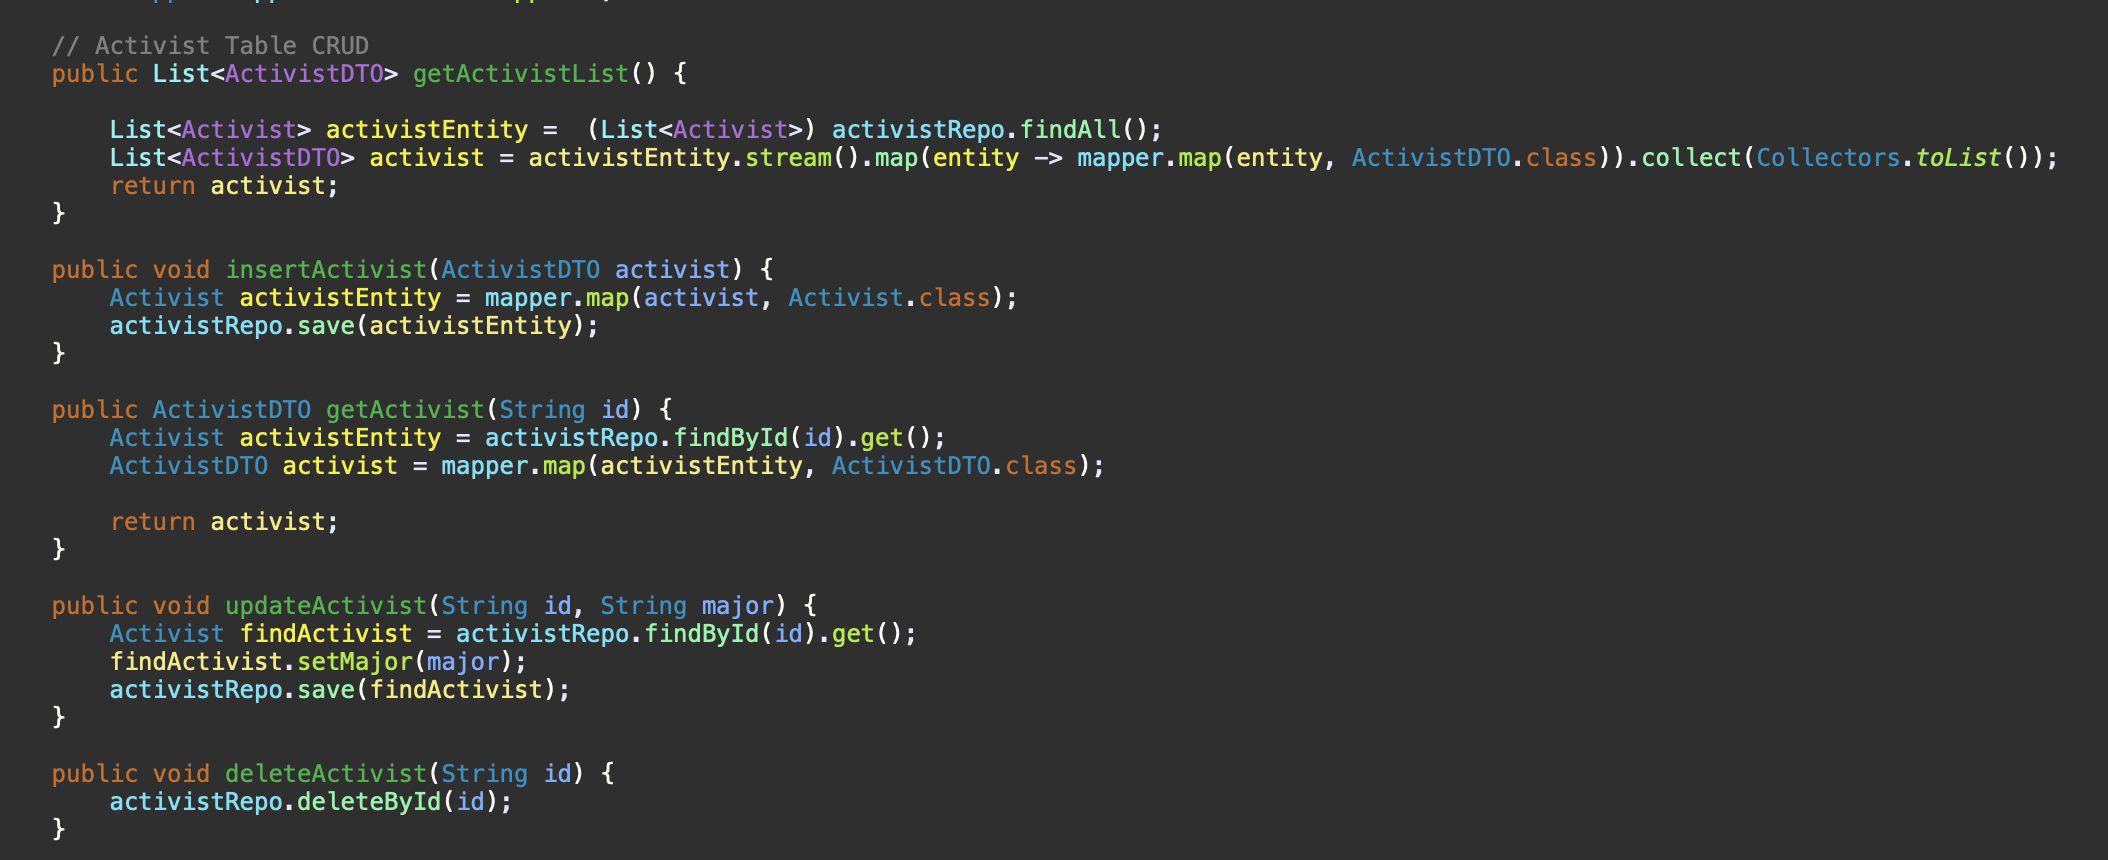 // Activist Table CRUD
public List<ActivistDTO> getActivistList() {
List<Activist> activistEntity =  (List<Activist>) activistRepo.findAll();
List<ActivistDTO> activist = activistEntity.stream().map(entity -> mapper.map(entity, ActivistDTO.class)).collect(Collectors.toList());
return activist;
}
public void insertActivist(ActivistDTO activist) {
Activist activistEntity = mapper.map(activist, Activist.class);
activistRepo.save(activistEntity);
}
public ActivistDTO getActivist(String id) {
Activist activistEntity = activistRepo.findById(id).get();
ActivistDTO activist = mapper.map(activistEntity, ActivistDTO.class);
return activist;
}
public void updateActivist(String id, String major) {
Activist findActivist = activistRepo.findById(id).get();
findActivist.setMajor(major);
activistRepo.save(findActivist);
}
public void deleteActivist(String id) {
activistRepo.deleteById(id);
}